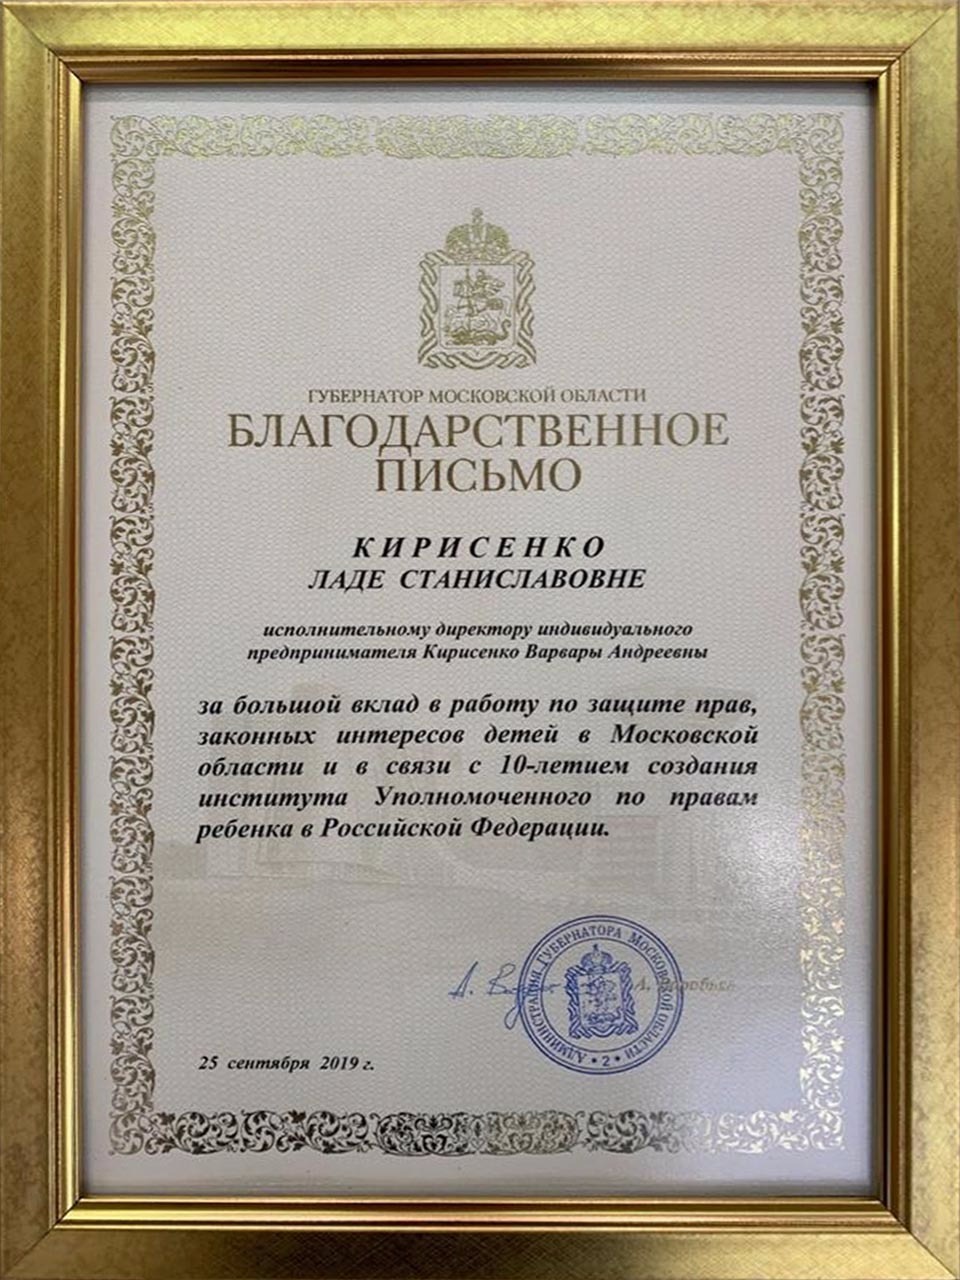 ГУБЕРНАТОР МОСКОВСКОЙ ОБЛАСТИ
БЛАГОДАРСТВЕННОЕ
ПИСЬМО
КИРИСЕНКО
ЛАДЕ СТАНИСЛАВОВНЕ
исполнительному директору индивидуального
предпринимателя Кирисенко Варвары Андреевны
за большой вклад в работу по защите прав,
законных интересов детей в Московской
области и в связи с 10-летием создания
института Уполномоченного по правам
ребенка в Российской Федерации.
АДМИНИСТРАЦИЯ ГУБЕРНАТОРА МОСКОВСКОЙ ОБЛАСТИ • 2 •
А.
25 сентября 2019 г.